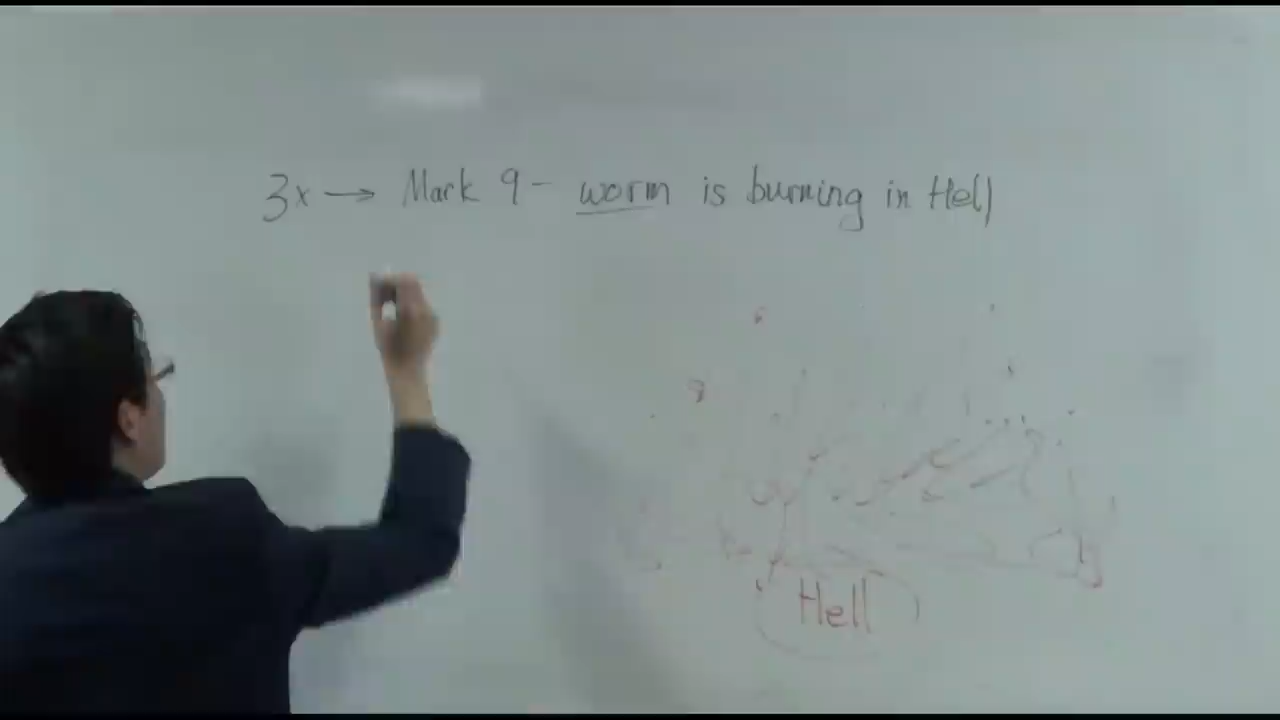 3x → Mark 9 - worm is burning in Hell
Hell